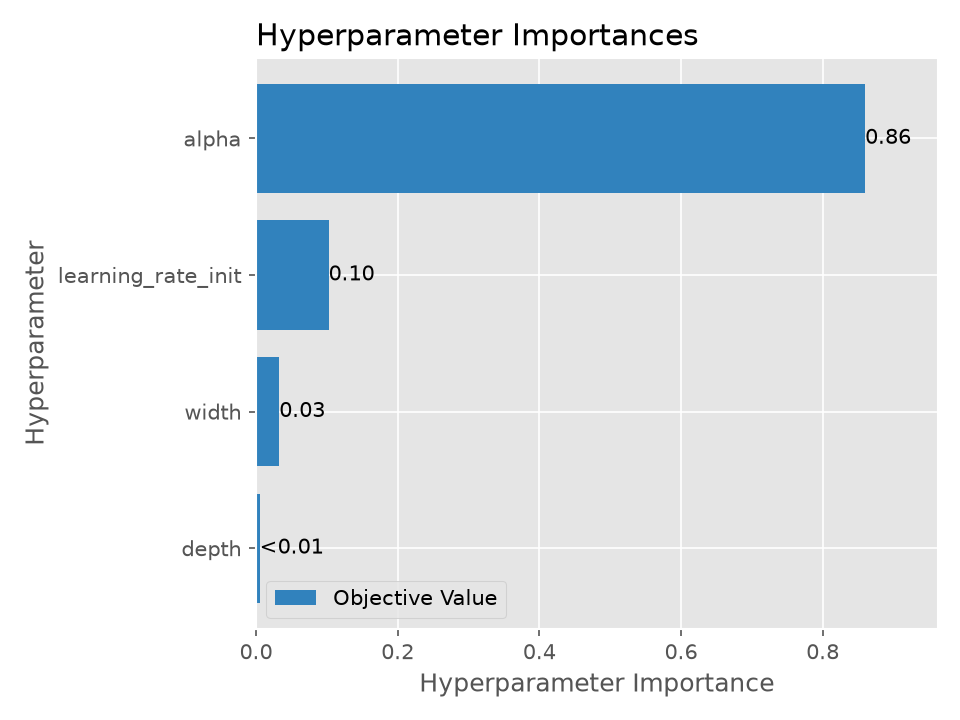 Hyperparameter Importances
alpha
0.86
learning_rate_init
0.10
width
0.03
depth
<0.01
Objective Value
0.0 0.2 0.4 0.6 0.8
Hyperparameter Importance
Hyperparameter